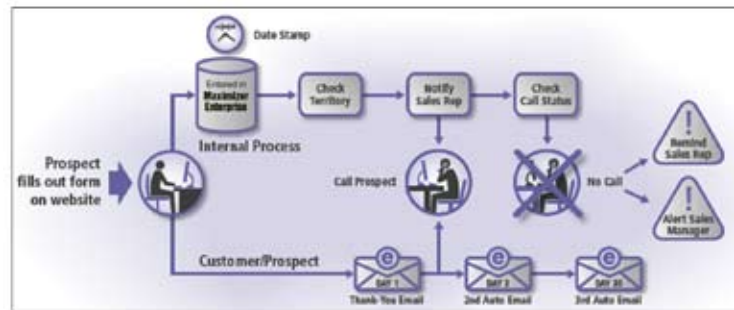 Date Stamp
Entered in
Maximizer
Enterprise
Check
Territory
Notify
Sales Rep
Check
Call Status
Internal Process
Prospect
fills out form
on website
Call Prospect
No Call
Remind
Sales Rep
Alert Sales
Manager
Customer/Prospect
DAY 1
Thank-You Email
DAY
2nd Auto Email
DAY
3rd Auto Email